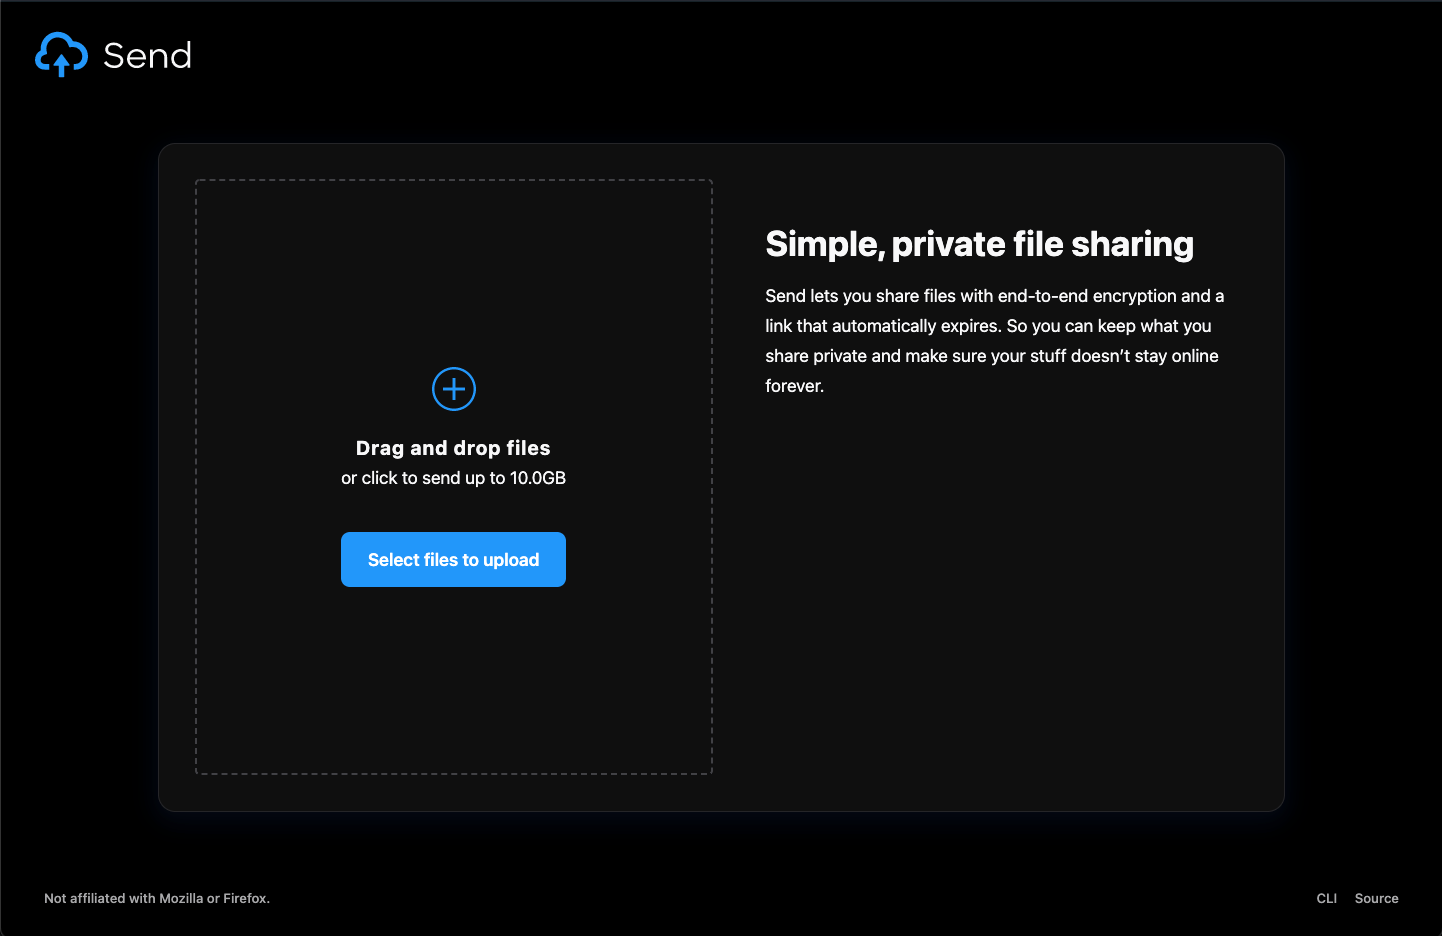 Send
Drag and drop files
or click to send up to 10.0GB
Select files to upload
Simple, private file sharing
Send lets you share files with end-to-end encryption and a
link that automatically expires. So you can keep what you
share private and make sure your stuff doesn’t stay online
forever.
Not affiliated with Mozilla or Firefox.
CLI Source